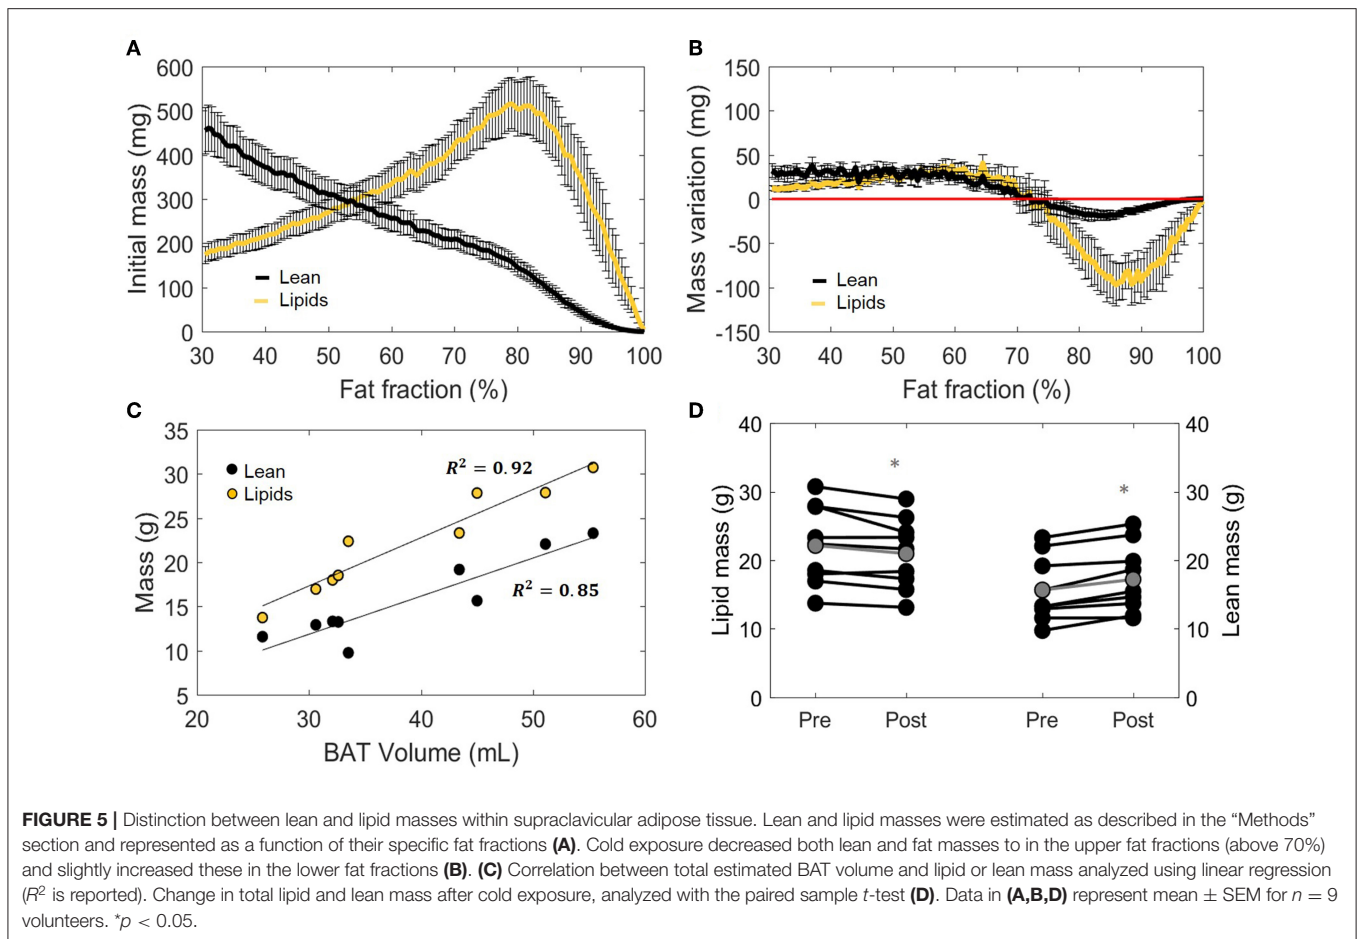 A
600
500
400
300
200
100
0
Initial mass (mg)
Lean
Lipids
30 40 50 60 70 80 90 100
Fat fraction (%)
B
150
100
50
0
-50
-100
-150
Mass variation (mg)
Lean
Lipids
30 40 50 60 70 80 90 100
Fat fraction (%)
C
35
30
25
20
15
10
5
Mass (g)
Lean
Lipids
R² = 0.92
R² = 0.85
20 30 40 50 60
BAT Volume (mL)
D
40
30
20
10
0
Lipid mass (g)
*
*
40
30
20
10
0
Lean mass (g)
Pre Post Pre Post
FIGURE 5 | Distinction between lean and lipid masses within supraclavicular adipose tissue. Lean and lipid masses were estimated as described in the “Methods”
section and represented as a function of their specific fat fractions (A). Cold exposure decreased both lean and fat masses to in the upper fat fractions (above 70%)
and slightly increased these in the lower fat fractions (B). (C) Correlation between total estimated BAT volume and lipid or lean mass analyzed using linear regression
(R² is reported). Change in total lipid and lean mass after cold exposure, analyzed with the paired sample t-test (D). Data in (A,B,D) represent mean ± SEM for n = 9
volunteers. *p < 0.05.